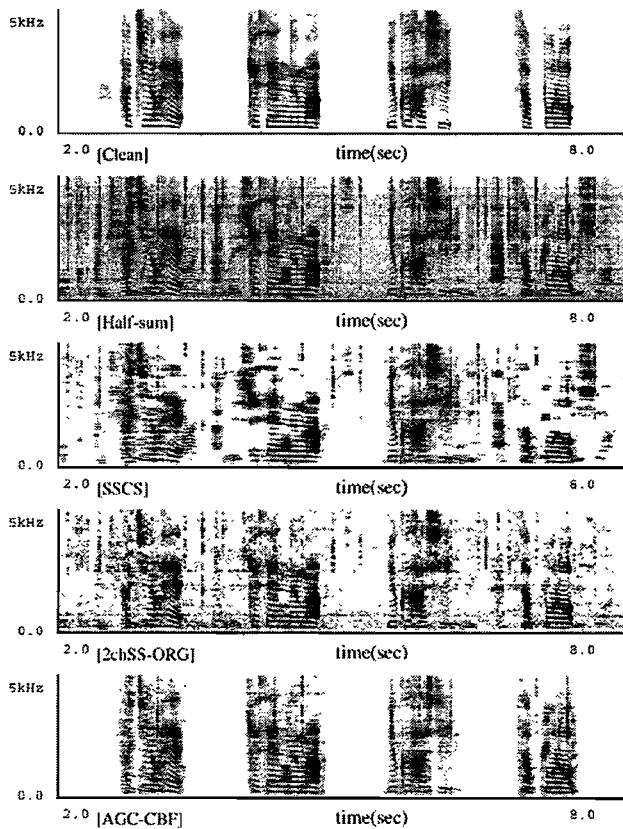 5kHz
0.0
2.0 [Clean] time(sec) 8.0
5kHz
0.0
2.0 [Half-sum] time(sec) 8.0
5kHz
0.0
2.0 [SSCS] time(sec) 8.0
5kHz
0.0
2.0 [2chSS-ORG] time(sec) 8.0
5kHz
0.0
2.0 [AGC-CBF] time(sec) 8.0